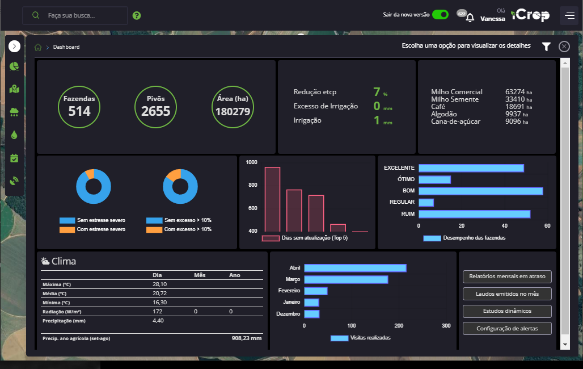 Faça sua busca...
?
Sair da nova versão
Olá
Vanessa
iCrop
Dashboard
Escolha uma opção para visualizar os detalhes
Fazendas
514
Pivôs
2655
Área (ha)
180279
Redução etcp 7 %
Excesso de Irrigação 0 mm
Irrigação 1 mm
Milho Comercial 63274 ha
Milho Semente 33410 ha
Café 18691 ha
Algodão 9937 ha
Cana-de-açucar 9096 ha
Sem estresse severo
Com estresse severo
Sem excesso > 10%
Com excesso > 10%
1000
800
600
400
Dias sem atualização (Top 5)
EXCELENTE
ÓTIMO
BOM
REGULAR
RUIM
0 20 40 60
Desempenho das fazendas
Clima
Dia Mês Ano
Máxima (°C) 28,10
Média (°C) 20,72
Mínima (°C) 16,30
Radiação (W/m²) 172 0 0
Precipitação (mm) 4,40
Precip. ano agrícola (set-ago) 908,23 mm
Abril
Março
Fevereiro
Janeiro
Dezembro
0 100 200 300
Visitas realizadas
Relatórios mensais em atraso
Laudos emitidos no mês
Estudos dinâmicos
Configuração de alertas